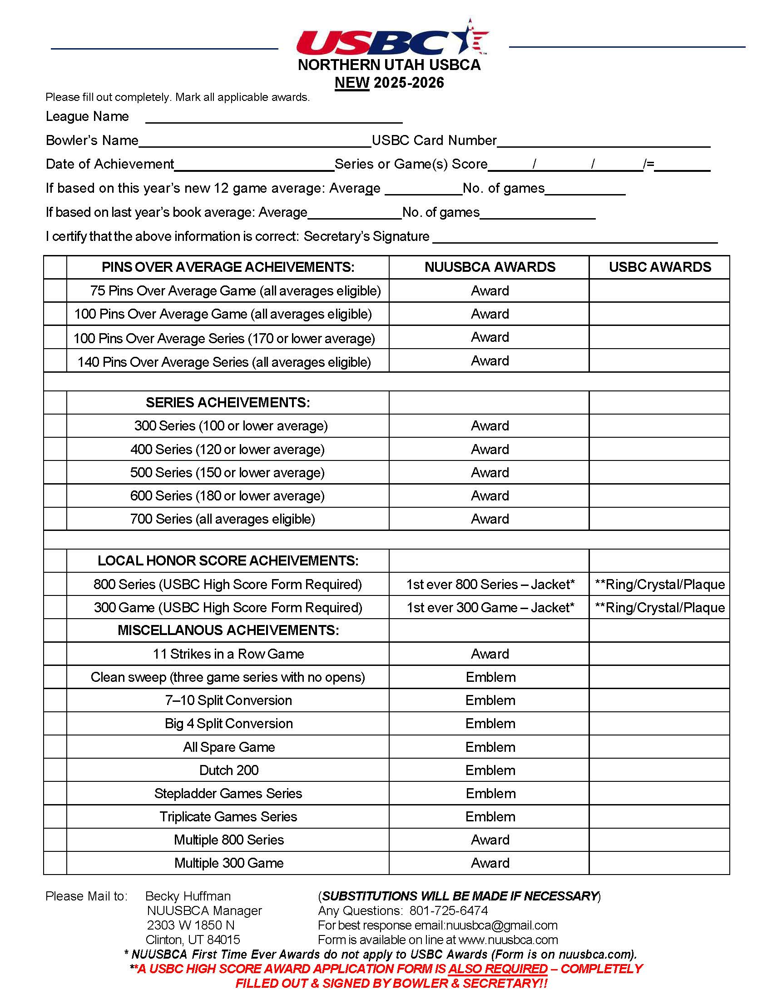 USBC™
NORTHERN UTAH USBCA
NEW 2025-2026
Please fill out completely. Mark all applicable awards.
League Name
Bowler’s Name USBC Card Number
Date of Achievement Series or Game(s) Score / / /=
If based on this year’s new 12 game average: Average No. of games
If based on last year’s book average: Average No. of games
I certify that the above information is correct: Secretary’s Signature
PINS OVER AVERAGE ACHEIVEMENTS: NUUSBCA AWARDS USBC AWARDS
75 Pins Over Average Game (all averages eligible) Award
100 Pins Over Average Game (all averages eligible) Award
100 Pins Over Average Series (170 or lower average) Award
140 Pins Over Average Series (all averages eligible) Award
SERIES ACHEIVEMENTS:
300 Series (100 or lower average) Award
400 Series (120 or lower average) Award
500 Series (150 or lower average) Award
600 Series (180 or lower average) Award
700 Series (all averages eligible) Award
LOCAL HONOR SCORE ACHEIVEMENTS:
800 Series (USBC High Score Form Required) 1st ever 800 Series – Jacket* **Ring/Crystal/Plaque
300 Game (USBC High Score Form Required) 1st ever 300 Game – Jacket* **Ring/Crystal/Plaque
MISCELLANOUS ACHEIVEMENTS:
11 Strikes in a Row Game Award
Clean sweep (three game series with no opens) Emblem
7–10 Split Conversion Emblem
Big 4 Split Conversion Emblem
All Spare Game Emblem
Dutch 200 Emblem
Stepladder Games Series Emblem
Triplicate Games Series Emblem
Multiple 800 Series Award
Multiple 300 Game Award
Please Mail to: Becky Huffman (SUBSTITUTIONS WILL BE MADE IF NECESSARY)
NUUSBCA Manager Any Questions: 801-725-6474
2303 W 1850 N For best response email:nuusbca@gmail.com
Clinton, UT 84015 Form is available on line at www.nuusbca.com
* NUUSBCA First Time Ever Awards do not apply to USBC Awards (Form is on nuusbca.com).
**A USBC HIGH SCORE AWARD APPLICATION FORM IS ALSO REQUIRED – COMPLETELY
FILLED OUT & SIGNED BY BOWLER & SECRETARY!!